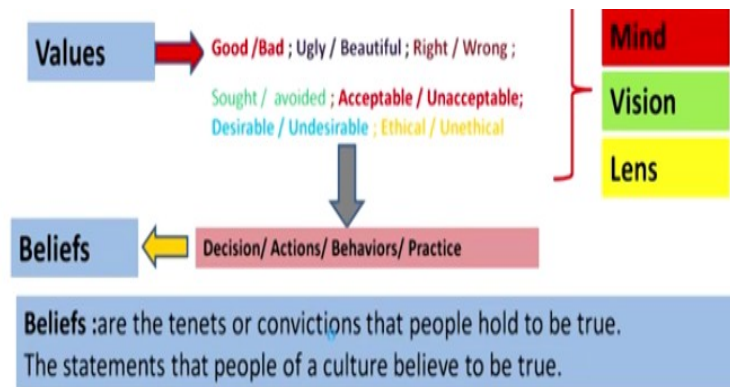 Values
Good /Bad ; Ugly / Beautiful ; Right / Wrong ;
Sought / avoided ; Acceptable / Unacceptable;
Desirable / Undesirable ; Ethical / Unethical
Mind
Vision
Lens
Beliefs
Decision/ Actions/ Behaviors/ Practice
Beliefs :are the tenets or convictions that people hold to be true.
The statements that people of a culture believe to be true.